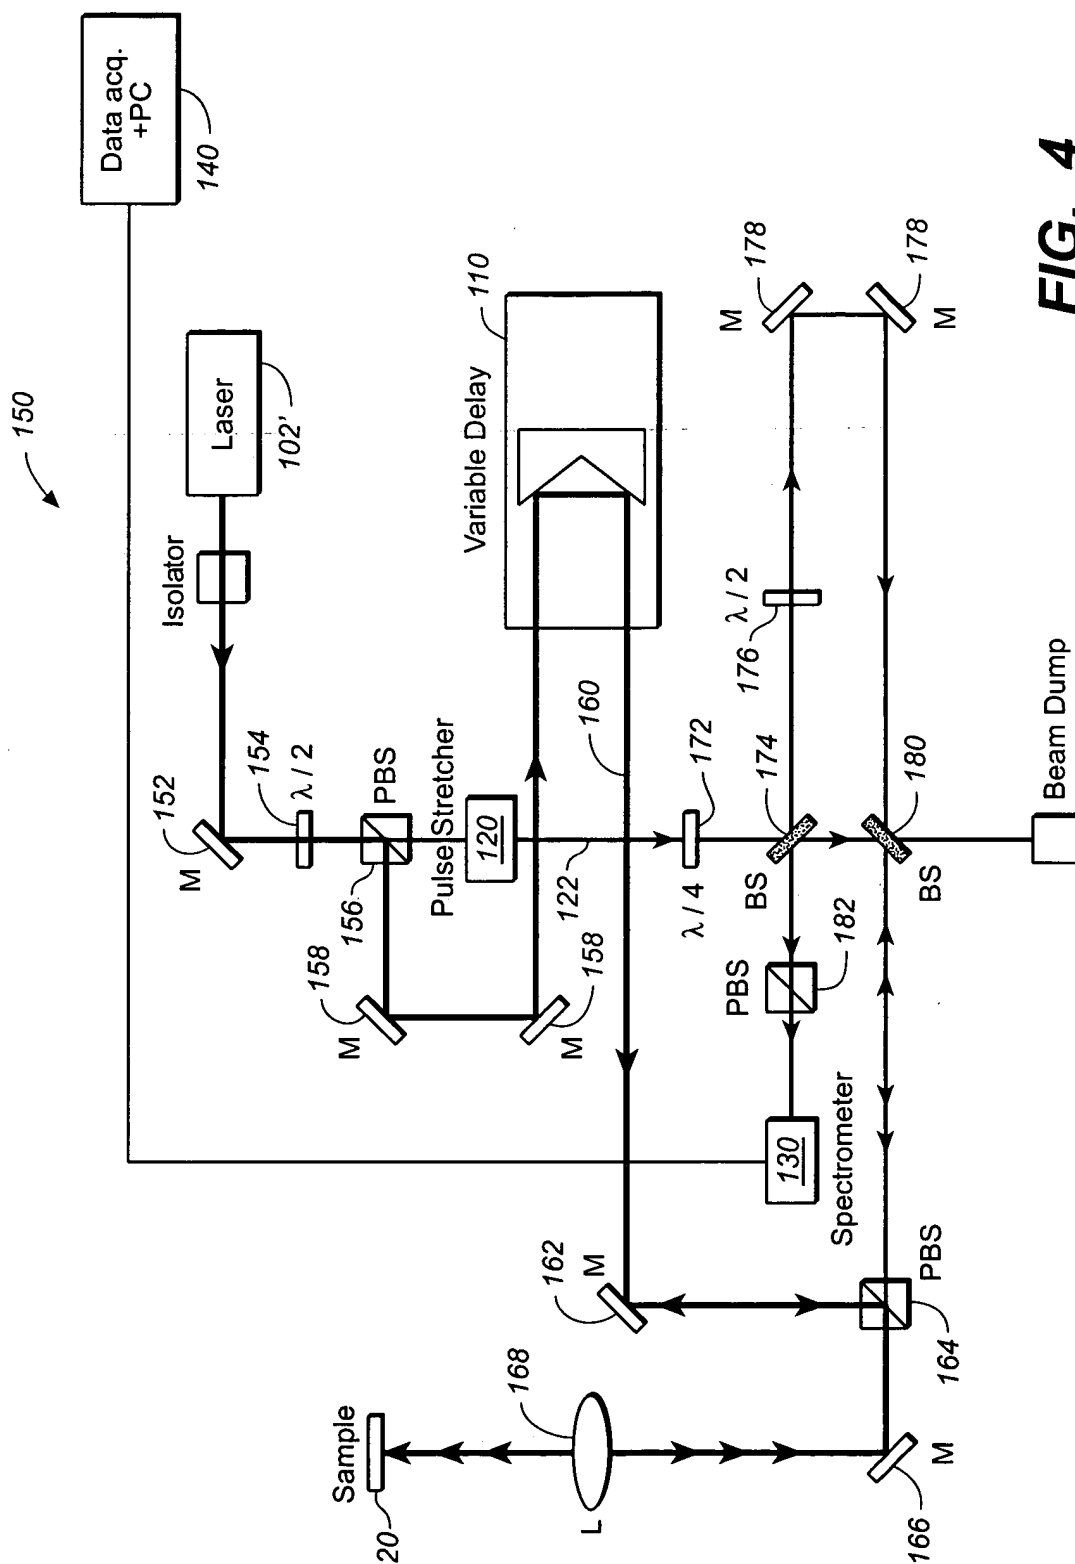 150
Data acq.
+PC
140
Laser
102'
Isolator
152
M
154
λ / 2
PBS
156
158
M
Pulse Stretcher
120
158
M
122
Variable Delay
110
160
172
λ / 4
174
BS
176
λ / 2
178
M
178
M
180
BS
Beam Dump
182
PBS
130
Spectrometer
162
M
PBS
164
166
M
168
L
Sample
20
FIG. 4